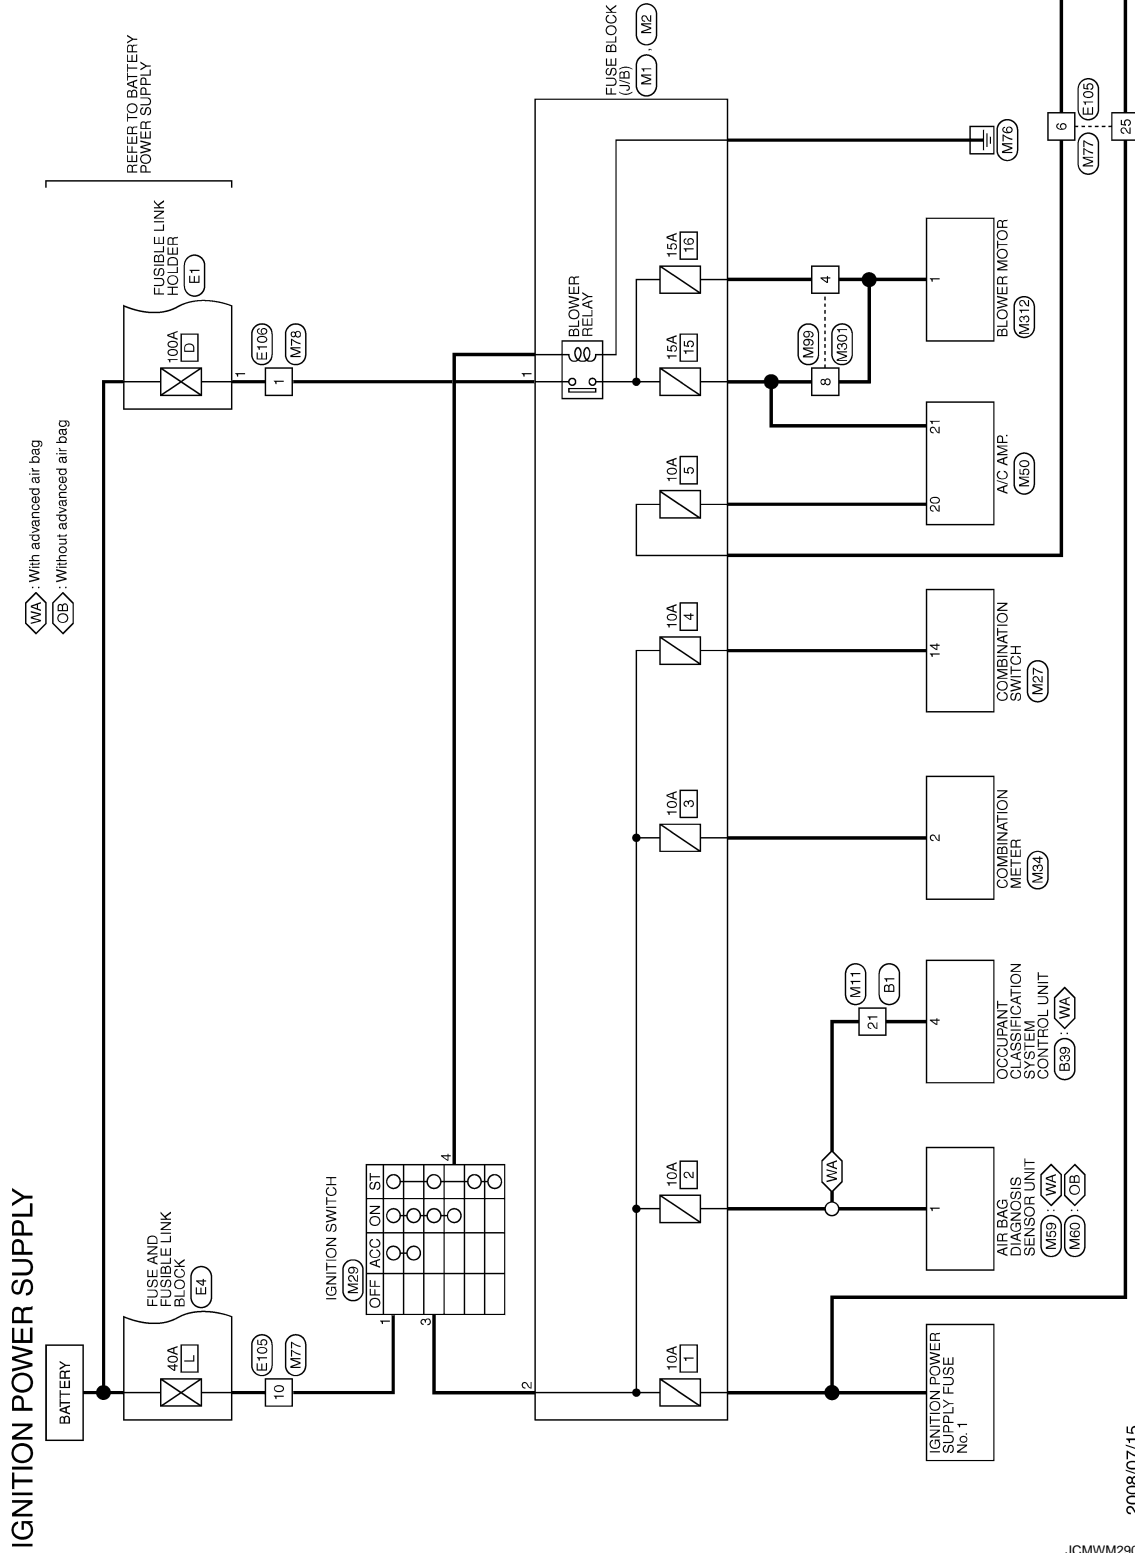 IGNITION POWER SUPPLY
WA : With advanced air bag
OB : Without advanced air bag
BATTERY
REFER TO BATTERY
POWER SUPPLY
FUSE AND
FUSIBLE LINK
BLOCK
E4
40A
L
FUSIBLE LINK
HOLDER
E1
100A
D
1
E105
10
M77
E106
1
M78
IGNITION SWITCH
M29
OFF ACC ON ST
1
3
4
2
1
FUSE BLOCK
(J/B)
M1 , M2
BLOWER
RELAY
10A
1
10A
2
10A
3
10A
4
10A
5
15A
15
15A
16
WA
M11
21
B1
M99
M301
8
4
M76
6
M77
E105
25
IGNITION POWER
SUPPLY FUSE
No. 1
1
AIR BAG
DIAGNOSIS
SENSOR UNIT
M59 : WA
M60 : OB
4
OCCUPANT
CLASSIFICATION
SYSTEM
CONTROL UNIT
B39 : WA
2
COMBINATION
METER
M34
14
COMBINATION
SWITCH
M27
20
21
A/C AMP.
M50
1
BLOWER MOTOR
M312
2008/07/15
JCMWM290